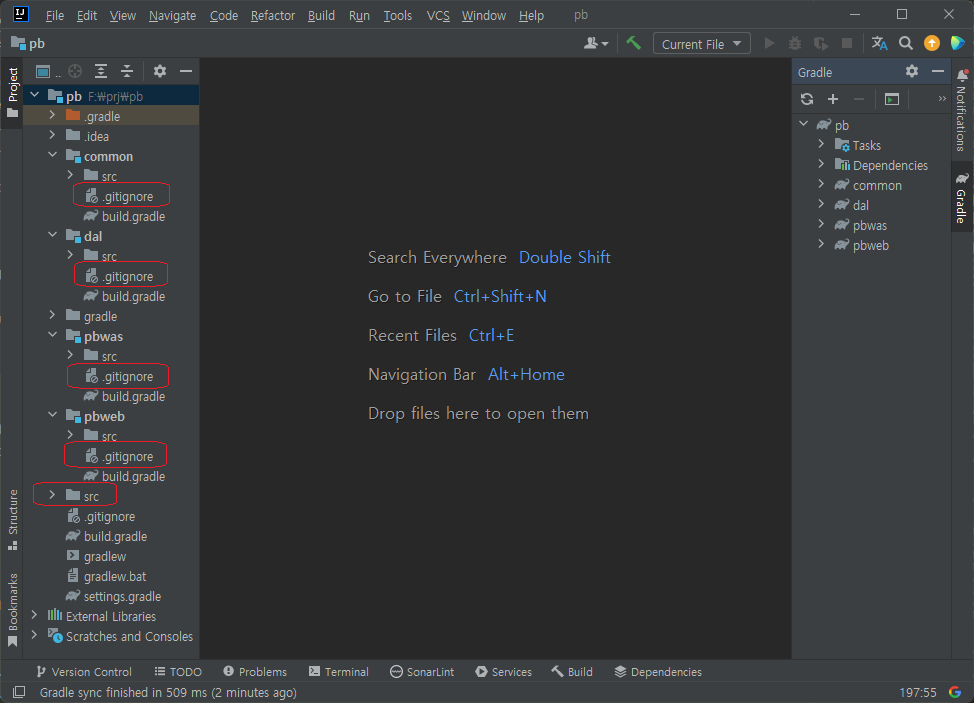 IJ
File Edit View Navigate Code Refactor Build Run Tools VCS Window Help pb
pb
Current File
Project
..
pb F:₩prj₩pb
.gradle
.idea
common
src
.gitignore
build.gradle
dal
src
.gitignore
build.gradle
gradle
pbwas
src
.gitignore
build.gradle
pbweb
src
.gitignore
build.gradle
src
.gitignore
build.gradle
gradlew
gradlew.bat
settings.gradle
External Libraries
Scratches and Consoles
Structure
Bookmarks
Search Everywhere Double Shift
Go to File Ctrl+Shift+N
Recent Files Ctrl+E
Navigation Bar Alt+Home
Drop files here to open them
Gradle
»
pb
Tasks
Dependencies
common
dal
pbwas
pbweb
Notifications
Gradle
Version Control TODO Problems Terminal SonarLint Services Build Dependencies
Gradle sync finished in 509 ms (2 minutes ago) 197:55 G